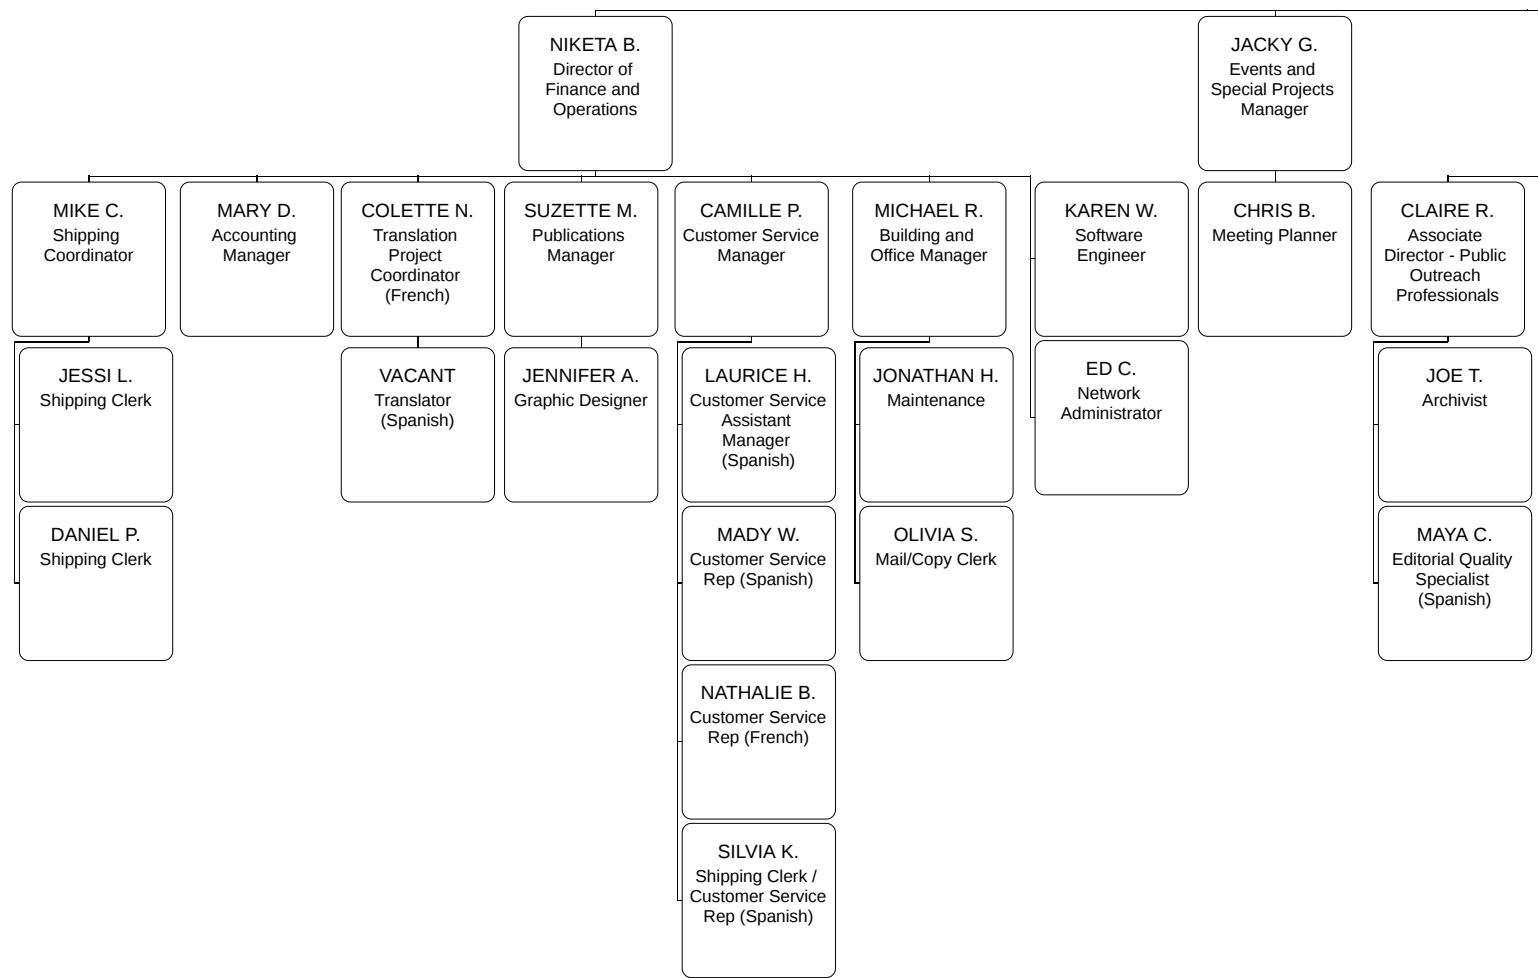 NIKETA B.
Director of
Finance and
Operations
JACKY G.
Events and
Special Projects
Manager
MIKE C.
Shipping
Coordinator
MARY D.
Accounting
Manager
COLETTE N.
Translation
Project
Coordinator
(French)
SUZETTE M.
Publications
Manager
CAMILLE P.
Customer Service
Manager
MICHAEL R.
Building and
Office Manager
KAREN W.
Software
Engineer
CHRIS B.
Meeting Planner
CLAIRE R.
Associate
Director - Public
Outreach
Professionals
JESSI L.
Shipping Clerk
VACANT
Translator
(Spanish)
JENNIFER A.
Graphic Designer
LAURICE H.
Customer Service
Assistant
Manager
(Spanish)
JONATHAN H.
Maintenance
ED C.
Network
Administrator
JOE T.
Archivist
DANIEL P.
Shipping Clerk
MADY W.
Customer Service
Rep (Spanish)
OLIVIA S.
Mail/Copy Clerk
MAYA C.
Editorial Quality
Specialist
(Spanish)
NATHALIE B.
Customer Service
Rep (French)
SILVIA K.
Shipping Clerk /
Customer Service
Rep (Spanish)